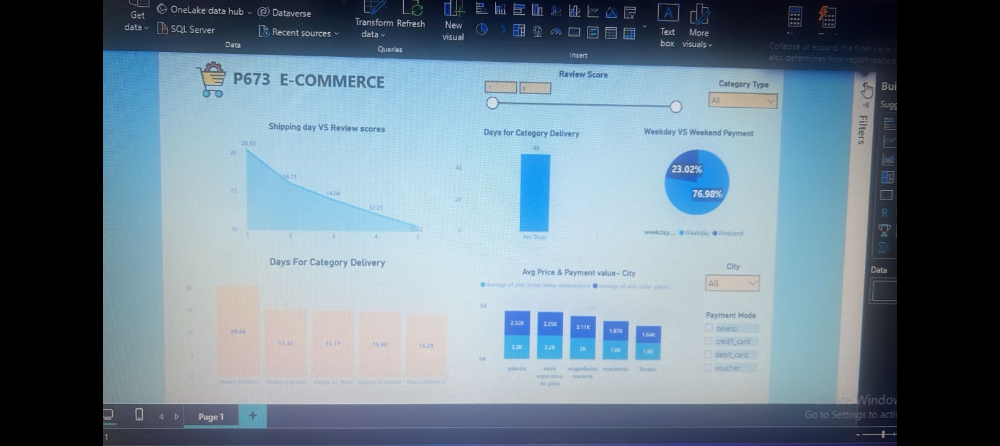 Get data
OneLake data hub
SQL Server
Dataverse
Recent sources
Data
Transform data
Refresh
Queries
New visual
Insert
A
Text box
More visuals
Collapse or expand the filter pane
also determines how report readers
P673 E-COMMERCE
Review Score
1
5
Category Type
All
Filters
Bui
Sugg
R
Data
Shipping day VS Review scores
20.33
20
16.11
15
14.04
12.25
10
1 2 3 4 5
Days for Category Delivery
49
40
20
0
Pet Shop
Weekday VS Weekend Payment
23.02%
76.98%
weekday... Weekday Weekend
Days For Category Delivery
20
15
10
5
0
20.68
15.43
15.17
15.00
14.29
Avg Price & Payment value- City
Average of olist order items dataset.price Average of olist order paym
5K
0K
2.32K 2.25K 2.11K 1.87K 1.64K
2.2K 2.2K 2K 1.8K 1.6K
pianco
nova esperanca do piria
engenheiro navarro
mariental
loreto
City
All
Payment Mode
boleto
credit_card
debit_card
voucher
Page 1
+
Windov
Go to Settings to acti
1